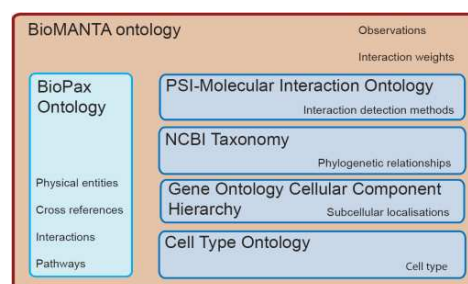 BioMANTA ontology
Observations
Interaction weights
BioPax
Ontology
Physical entities
Cross references
Interactions
Pathways
PSI-Molecular Interaction Ontology
Interaction detection methods
NCBI Taxonomy
Phylogenetic relationships
Gene Ontology Cellular Component
Hierarchy
Subcellular localisations
Cell Type Ontology
Cell type